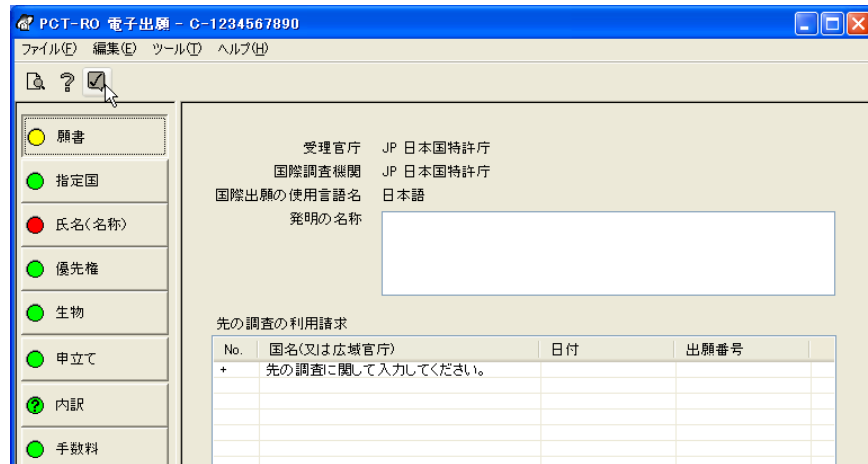 PCT-RO 電子出願 - C-1234567890
ファイル(F) 編集(E) ツール(T) ヘルプ(H)
願書
指定国
氏名(名称)
優先権
生物
申立て
内訳
手数料
受理官庁 JP 日本国特許庁
国際調査機関 JP 日本国特許庁
国際出願の使用言語名 日本語
発明の名称
先の調査の利用請求
No. 国名(又は広域官庁) 日付 出願番号
+ 先の調査に関して入力してください。